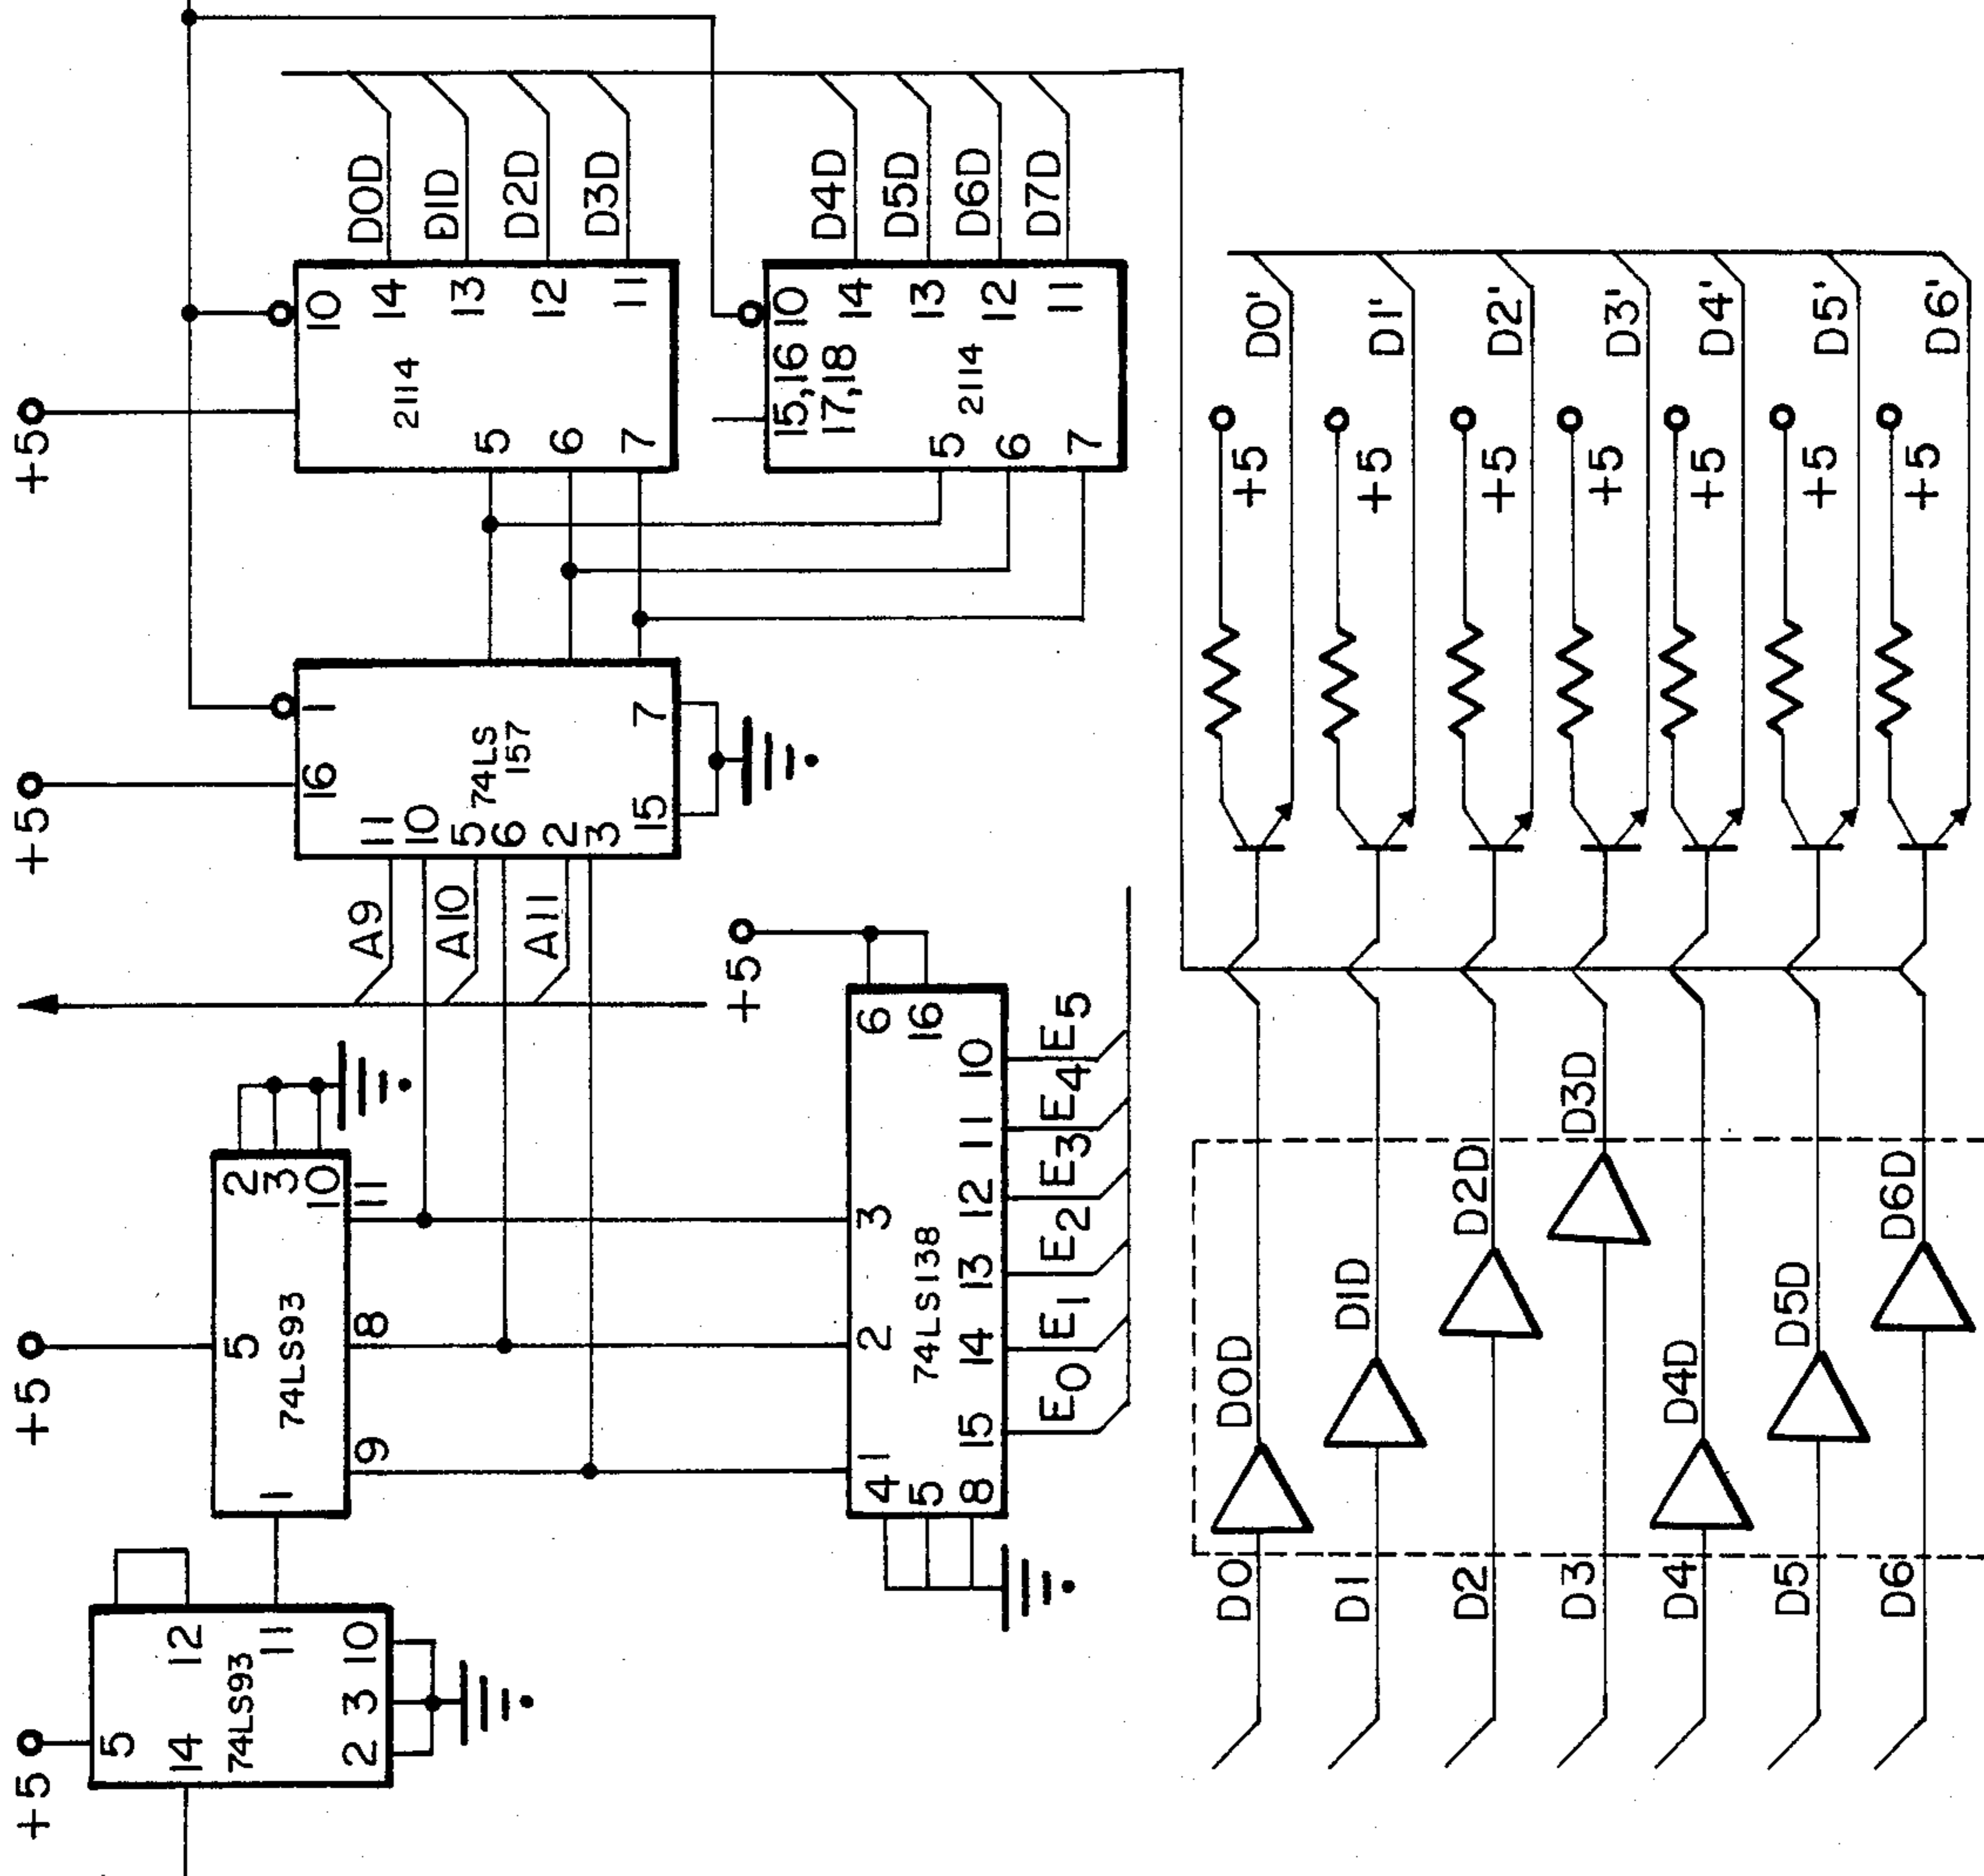 +5
+5
+5
+5
+5
10
14
13
12
11
2114
5
6
7
D0D
D1D
D2D
D3D
10
15,16
17,18
14
13
12
11
2114
5
6
7
D4D
D5D
D6D
D7D
1
16
11
10
5
6
2
3
74LS
157
7
15
A9
A10
A11
2
3
10
11
5
74LS93
8
9
1
5
14
12
11
74LS93
2
3
10
+5
6
16
3
2
1
74LS138
4
5
8
10
11
12
13
14
15
E5
E4
E3
E2
E1
E0
+5
+5
+5
+5
+5
+5
+5
D0'
D1'
D2'
D3'
D4'
D5'
D6'
D0D
D1D
D2D
D3D
D4D
D5D
D6D
D0
D1
D2
D3
D4
D5
D6